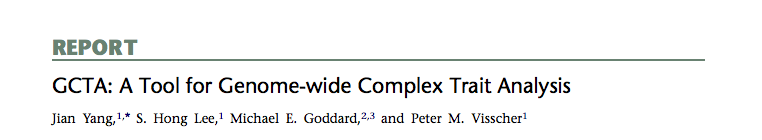 REPORT
GCTA: A Tool for Genome-wide Complex Trait Analysis
Jian Yang,1,* S. Hong Lee,1 Michael E. Goddard,2,3 and Peter M. Visscher1